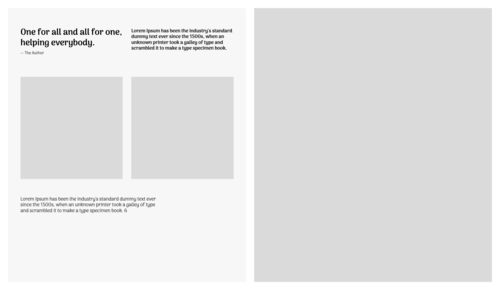 One for all and all for one,
helping everybody.
— The Author
Lorem Ipsum has been the industry's standard
dummy text ever since the 1500s, when an
unknown printer took a galley of type and
scrambled it to make a type specimen book.
Lorem Ipsum has been the industry's standard dummy text ever
since the 1500s, when an unknown printer took a galley of type
and scrambled it to make a type specimen book. 6